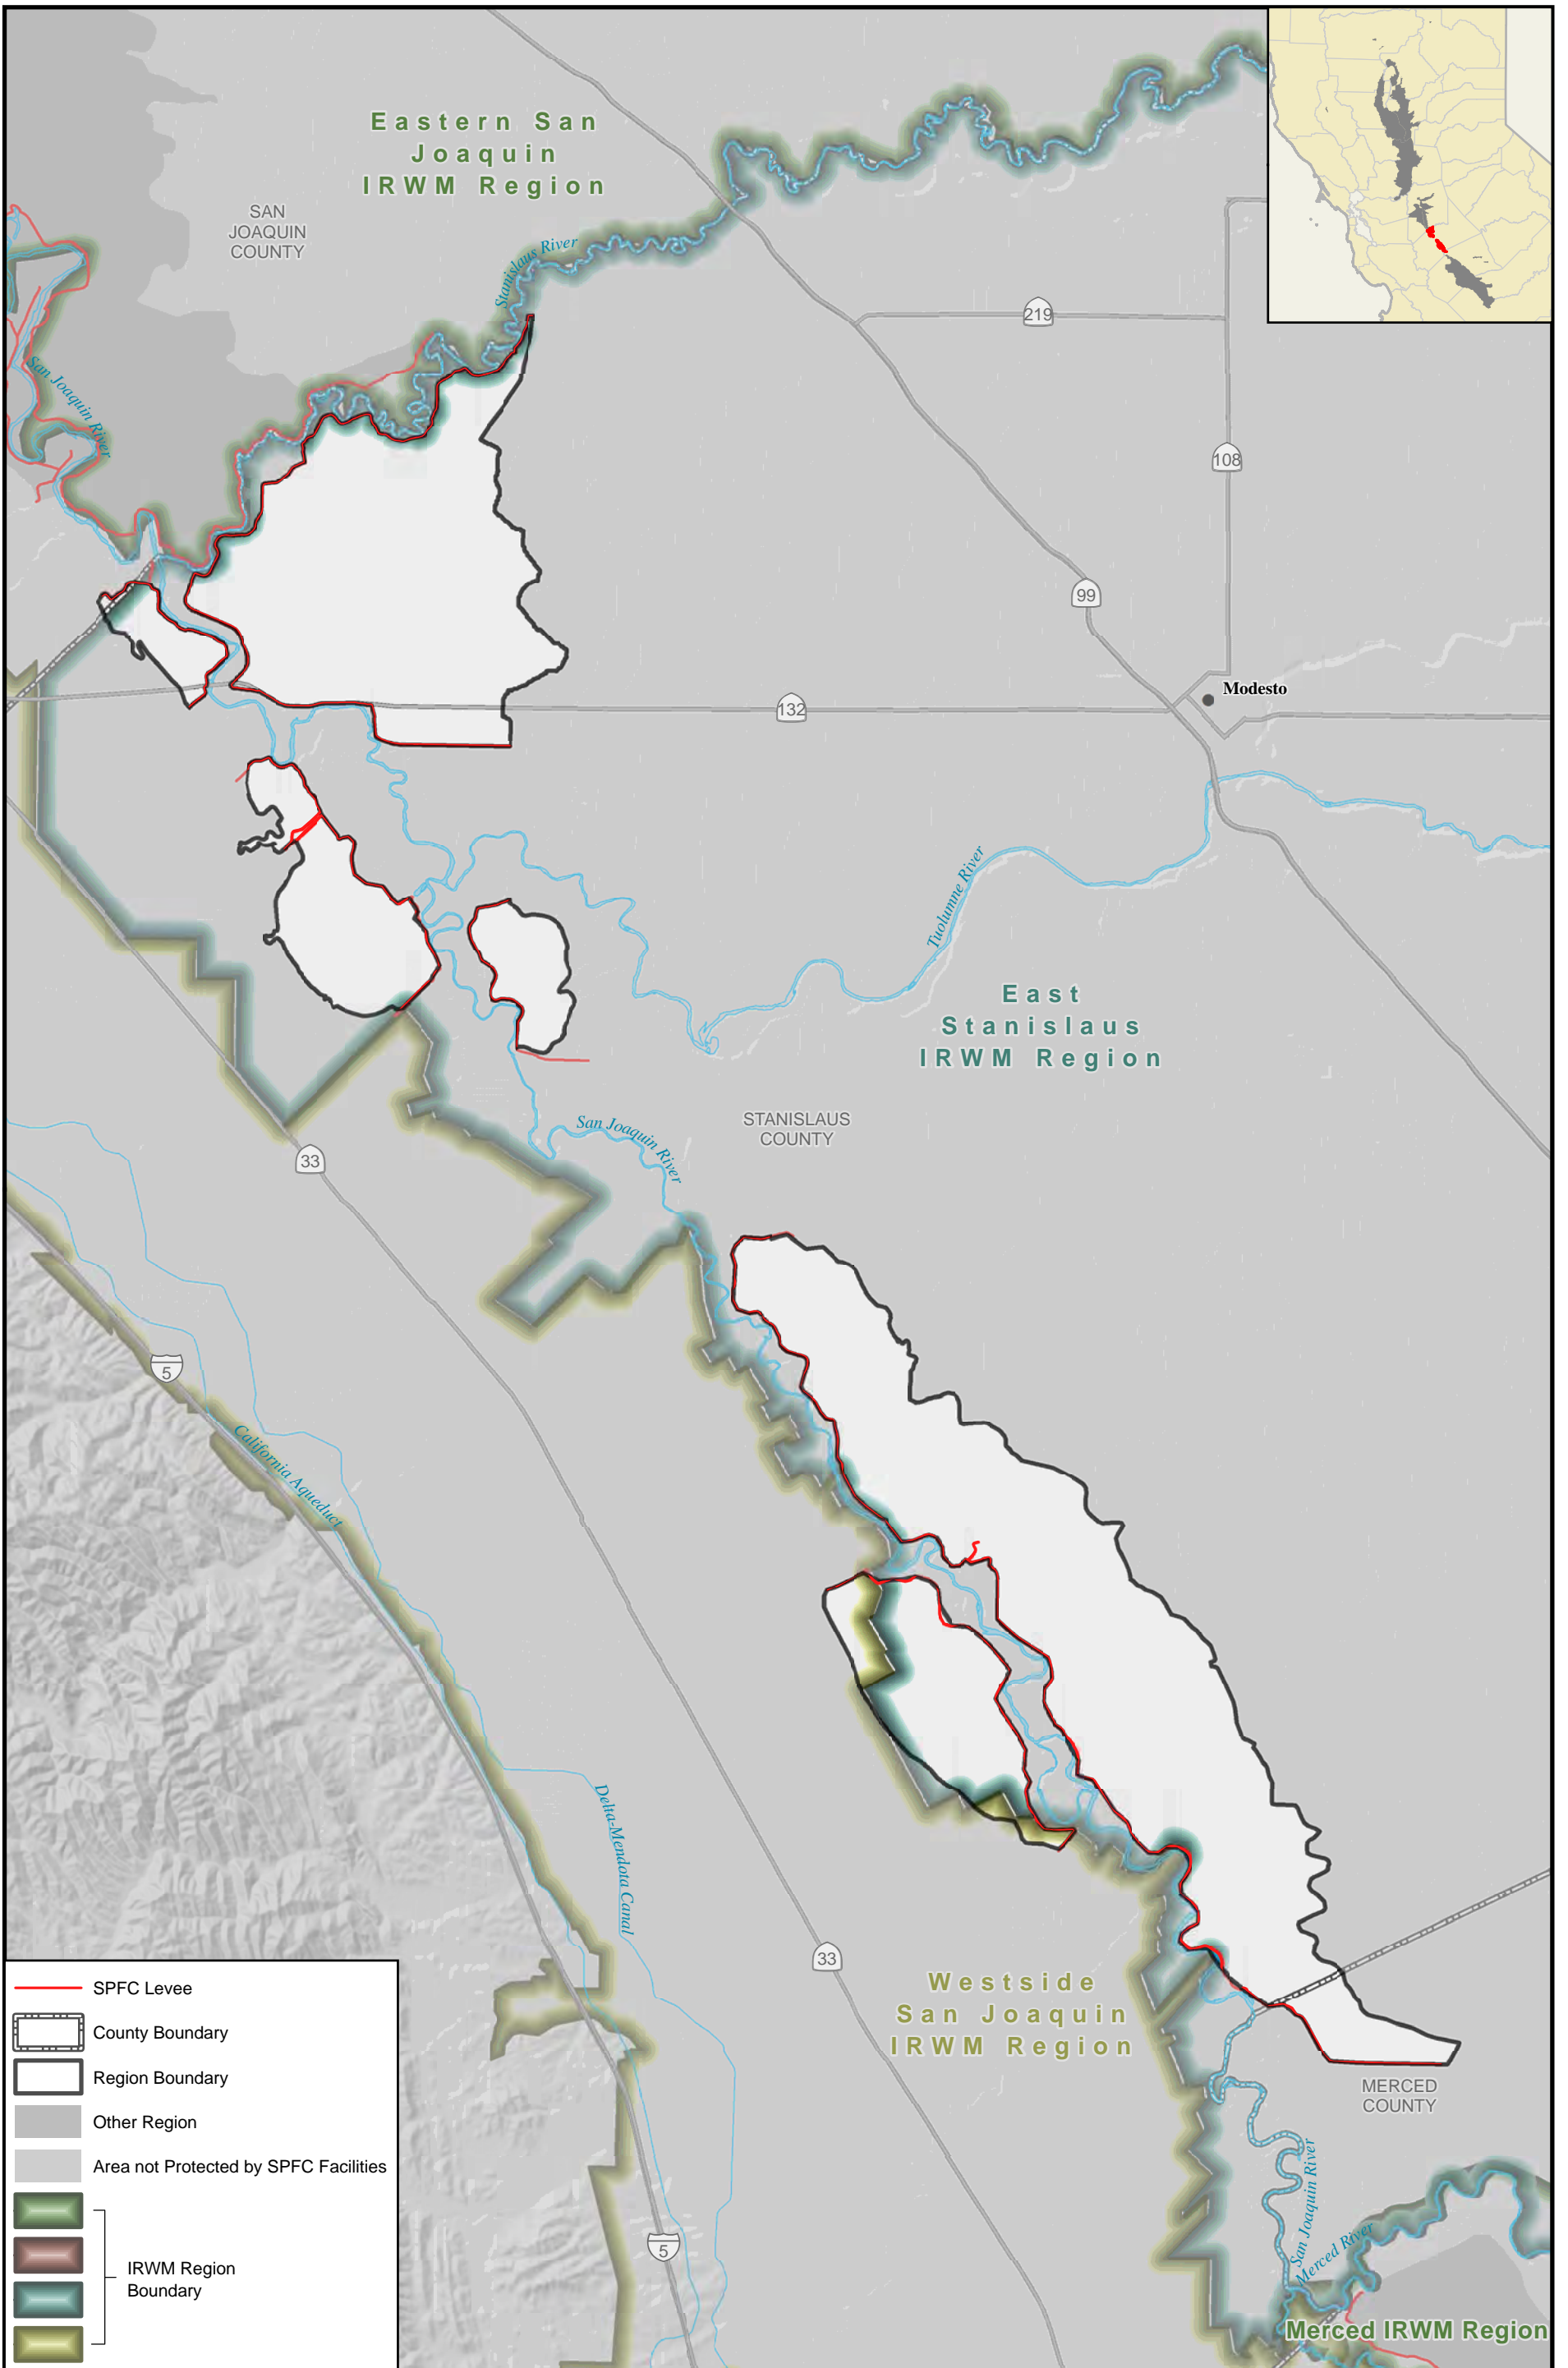 Eastern San
Joaquin
IRWM Region
SAN
JOAQUIN
COUNTY
Stanislaus River
219
San Joaquin River
108
99
Modesto
132
Tuolumne River
East
Stanislaus
IRWM Region
STANISLAUS
COUNTY
San Joaquin River
33
5
California Aqueduct
Delta-Mendota Canal
33
Westside
San Joaquin
IRWM Region
MERCED
COUNTY
San Joaquin River
Merced River
5
Merced IRWM Region
SPFC Levee
County Boundary
Region Boundary
Other Region
Area not Protected by SPFC Facilities
IRWM Region
Boundary